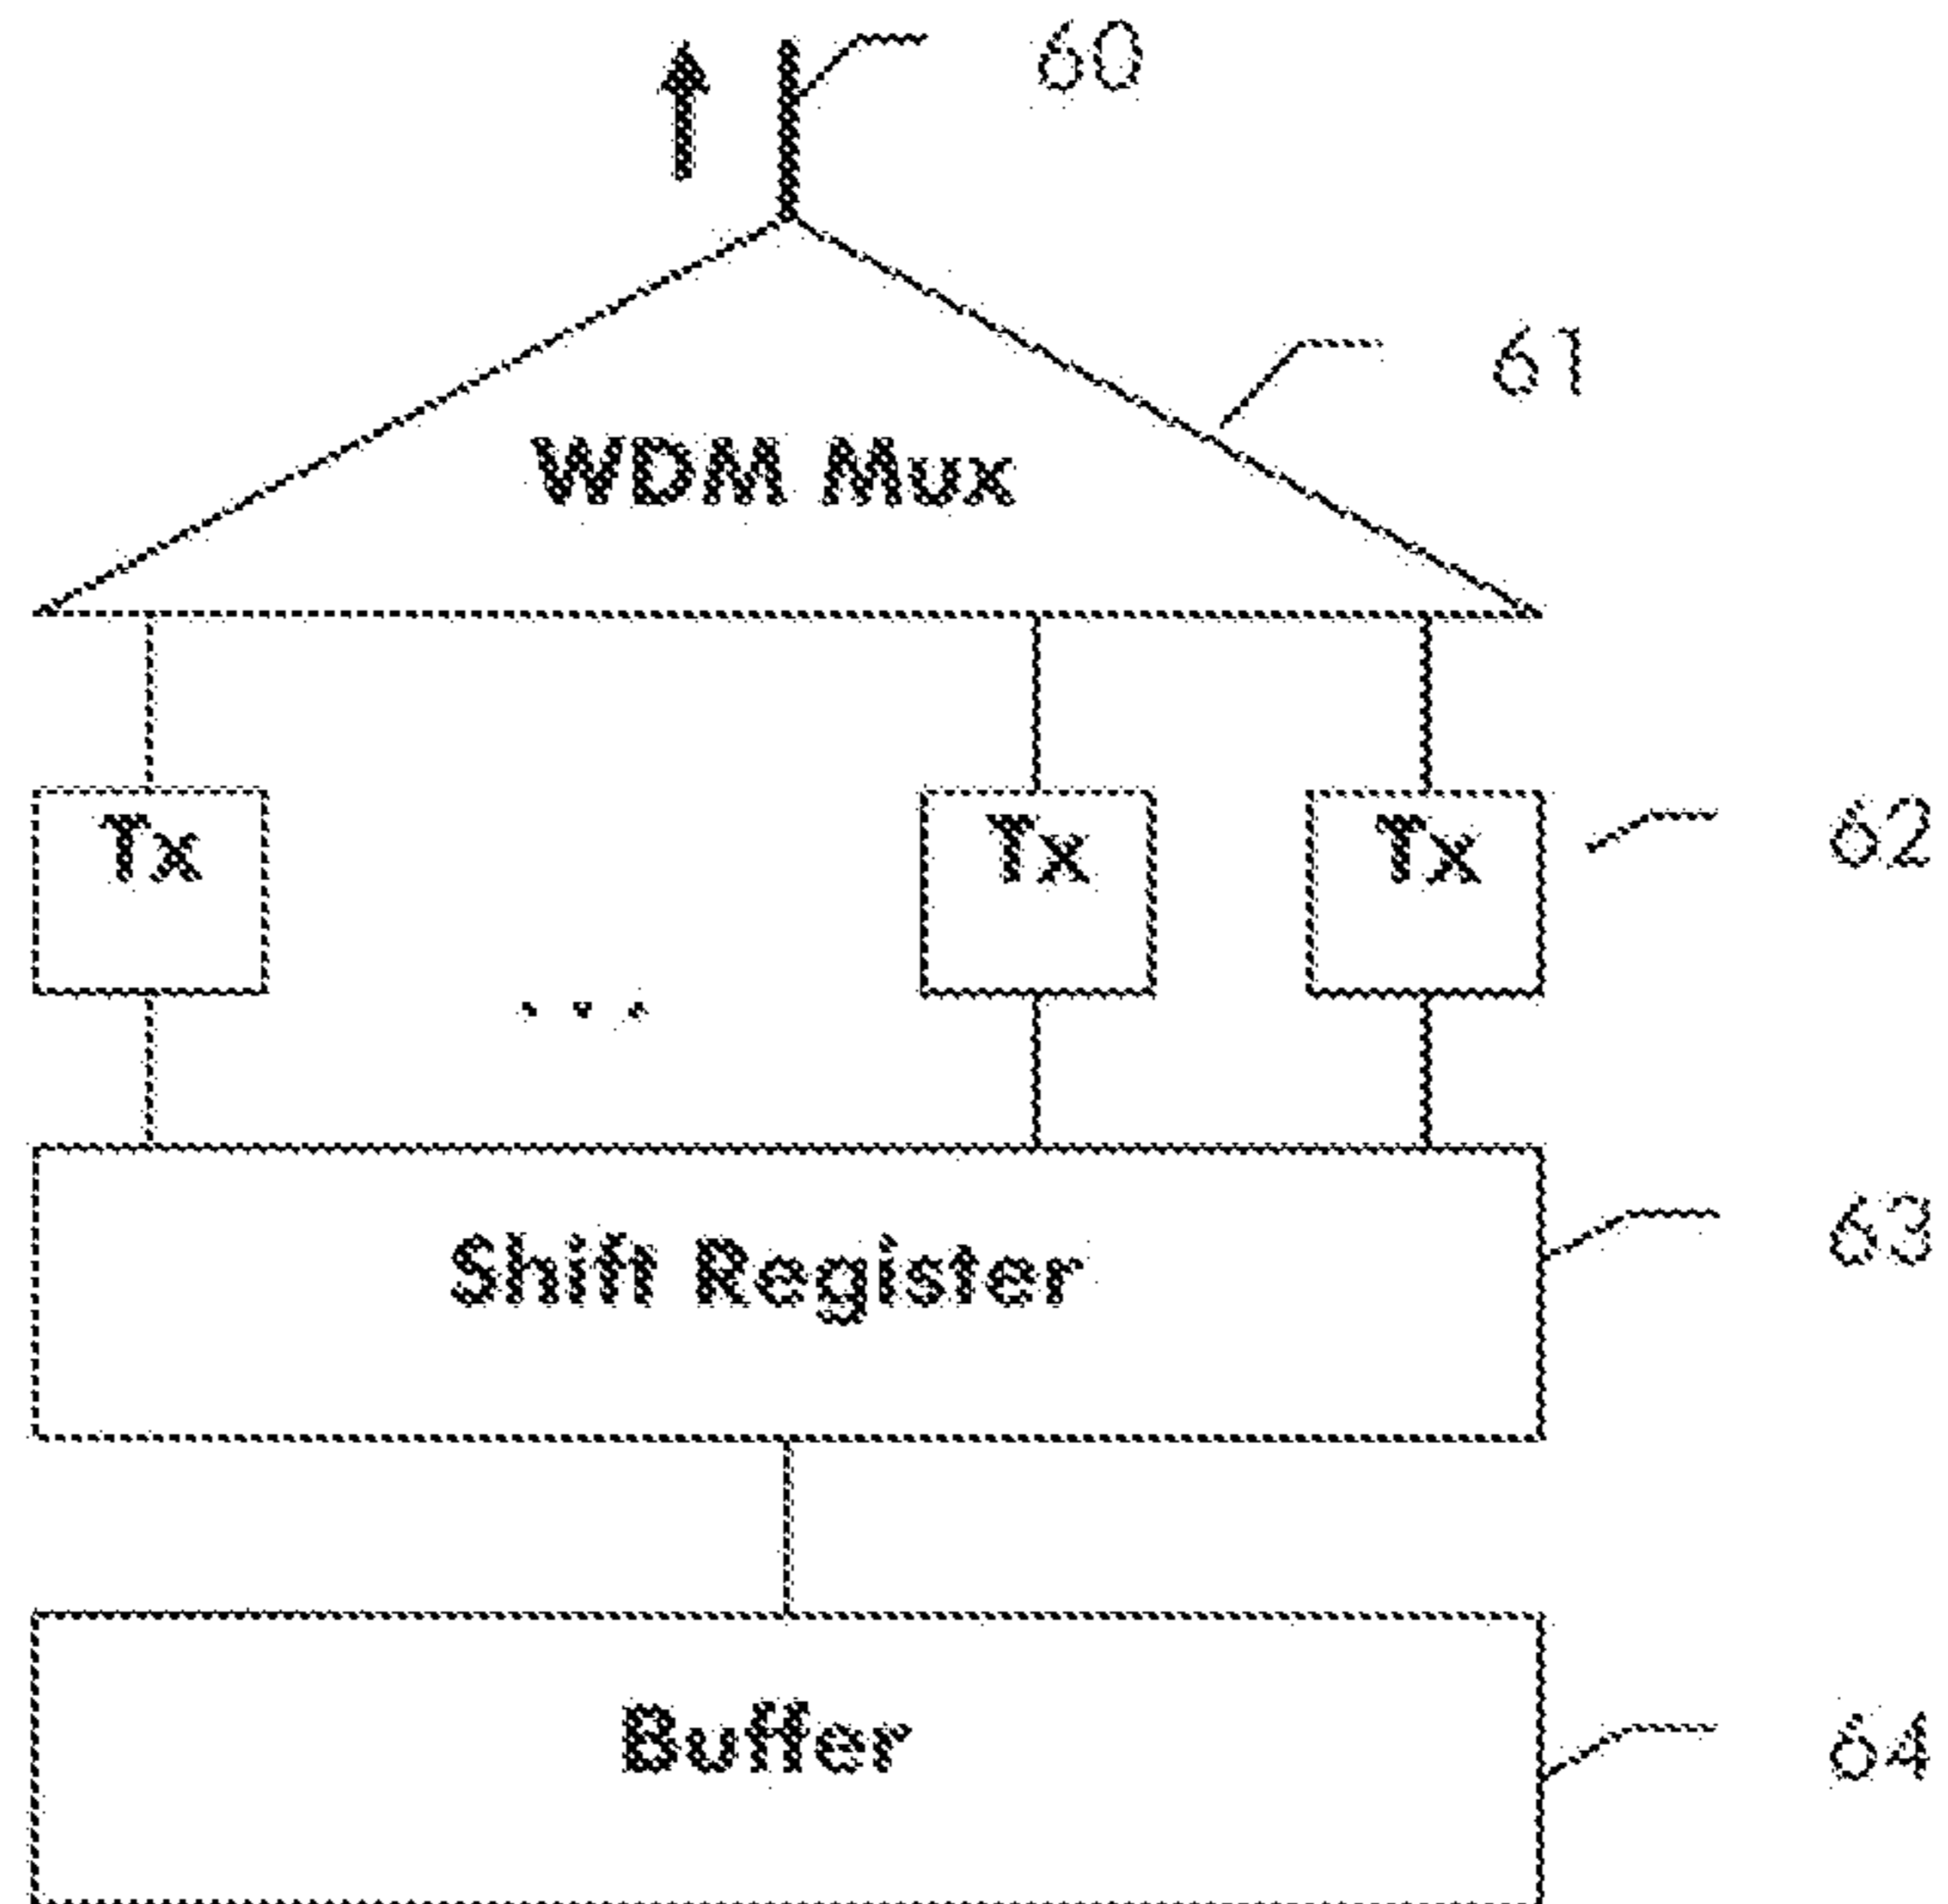 60
61
WDM Mux
Tx Tx Tx 62
. . .
Shift Register 63
Buffer 64